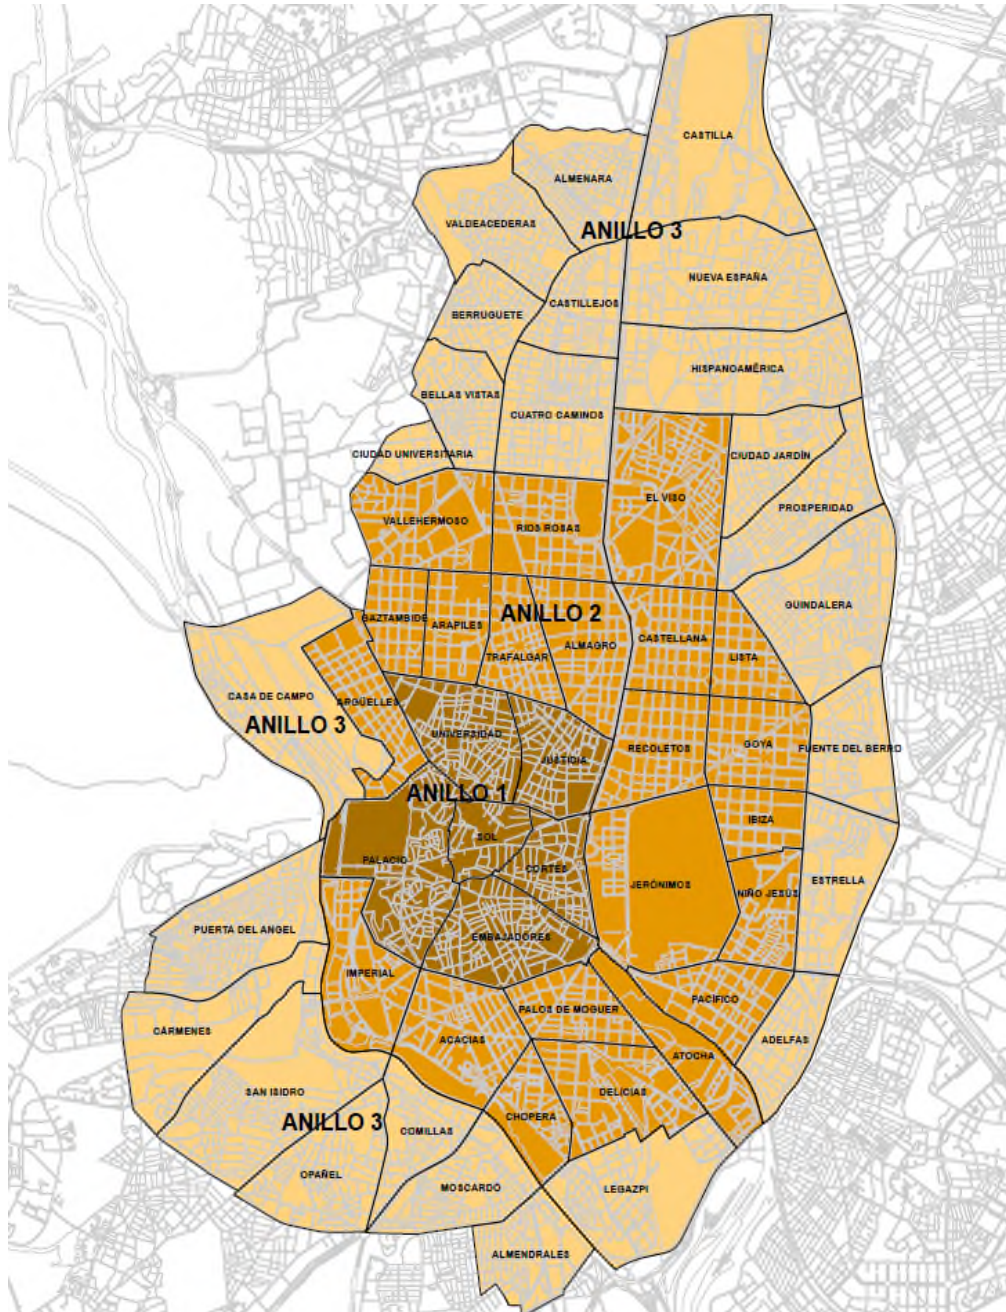 CASTILLA
ALMENARA
VALDEACEDERAS
ANILLO 3
NUEVA ESPAÑA
CASTILLEJOS
BERRUGUETE
HISPANOAMÉRICA
BELLAS VISTAS
CUATRO CAMINOS
CIUDAD UNIVERSITARIA
CIUDAD JARDÍN
EL VISO
PROSPERIDAD
VALLEHERMOSO
RIOS ROSAS
GUINDALERA
GAZTAMBIDE
ARAPILES
ANILLO 2
ALMAGRO
CASTELLANA
TRAFALGAR
LISTA
CASA DE CAMPO
ARGÜELLES
ANILLO 3
UNIVERSIDAD
JUSTICIA
RECOLETOS
GOYA
FUENTE DEL BERRO
ANILLO 1
IBIZA
SOL
PALACIO
CORTES
JERÓNIMOS
NIÑO JESÚS
ESTRELLA
PUERTA DEL ANGEL
EMBAJADORES
IMPERIAL
PACÍFICO
PALOS DE MOGUER
CÁRMENES
ACACIAS
ADELFAS
ATOCHA
SAN ISIDRO
DELICIAS
ANILLO 3
COMILLAS
CHOPERA
OPAÑEL
MOSCARDÓ
LEGAZPI
ALMENDRALES